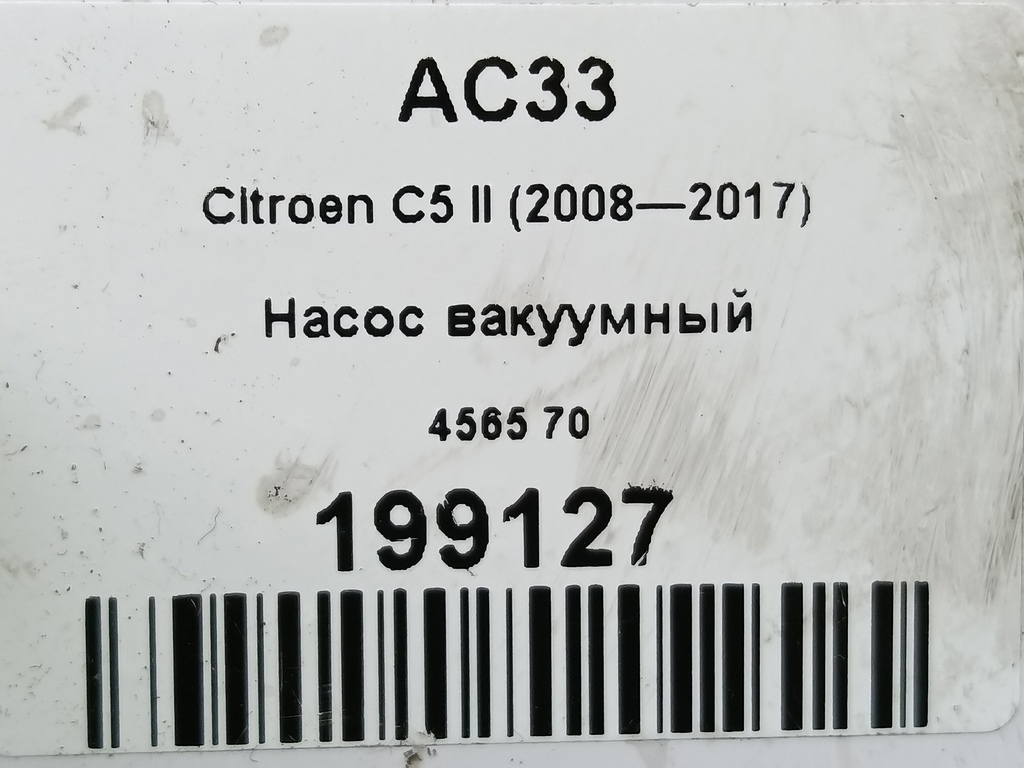 AC33
Citroen C5 II (2008—2017)
Насос вакуумный
4565 70
199127